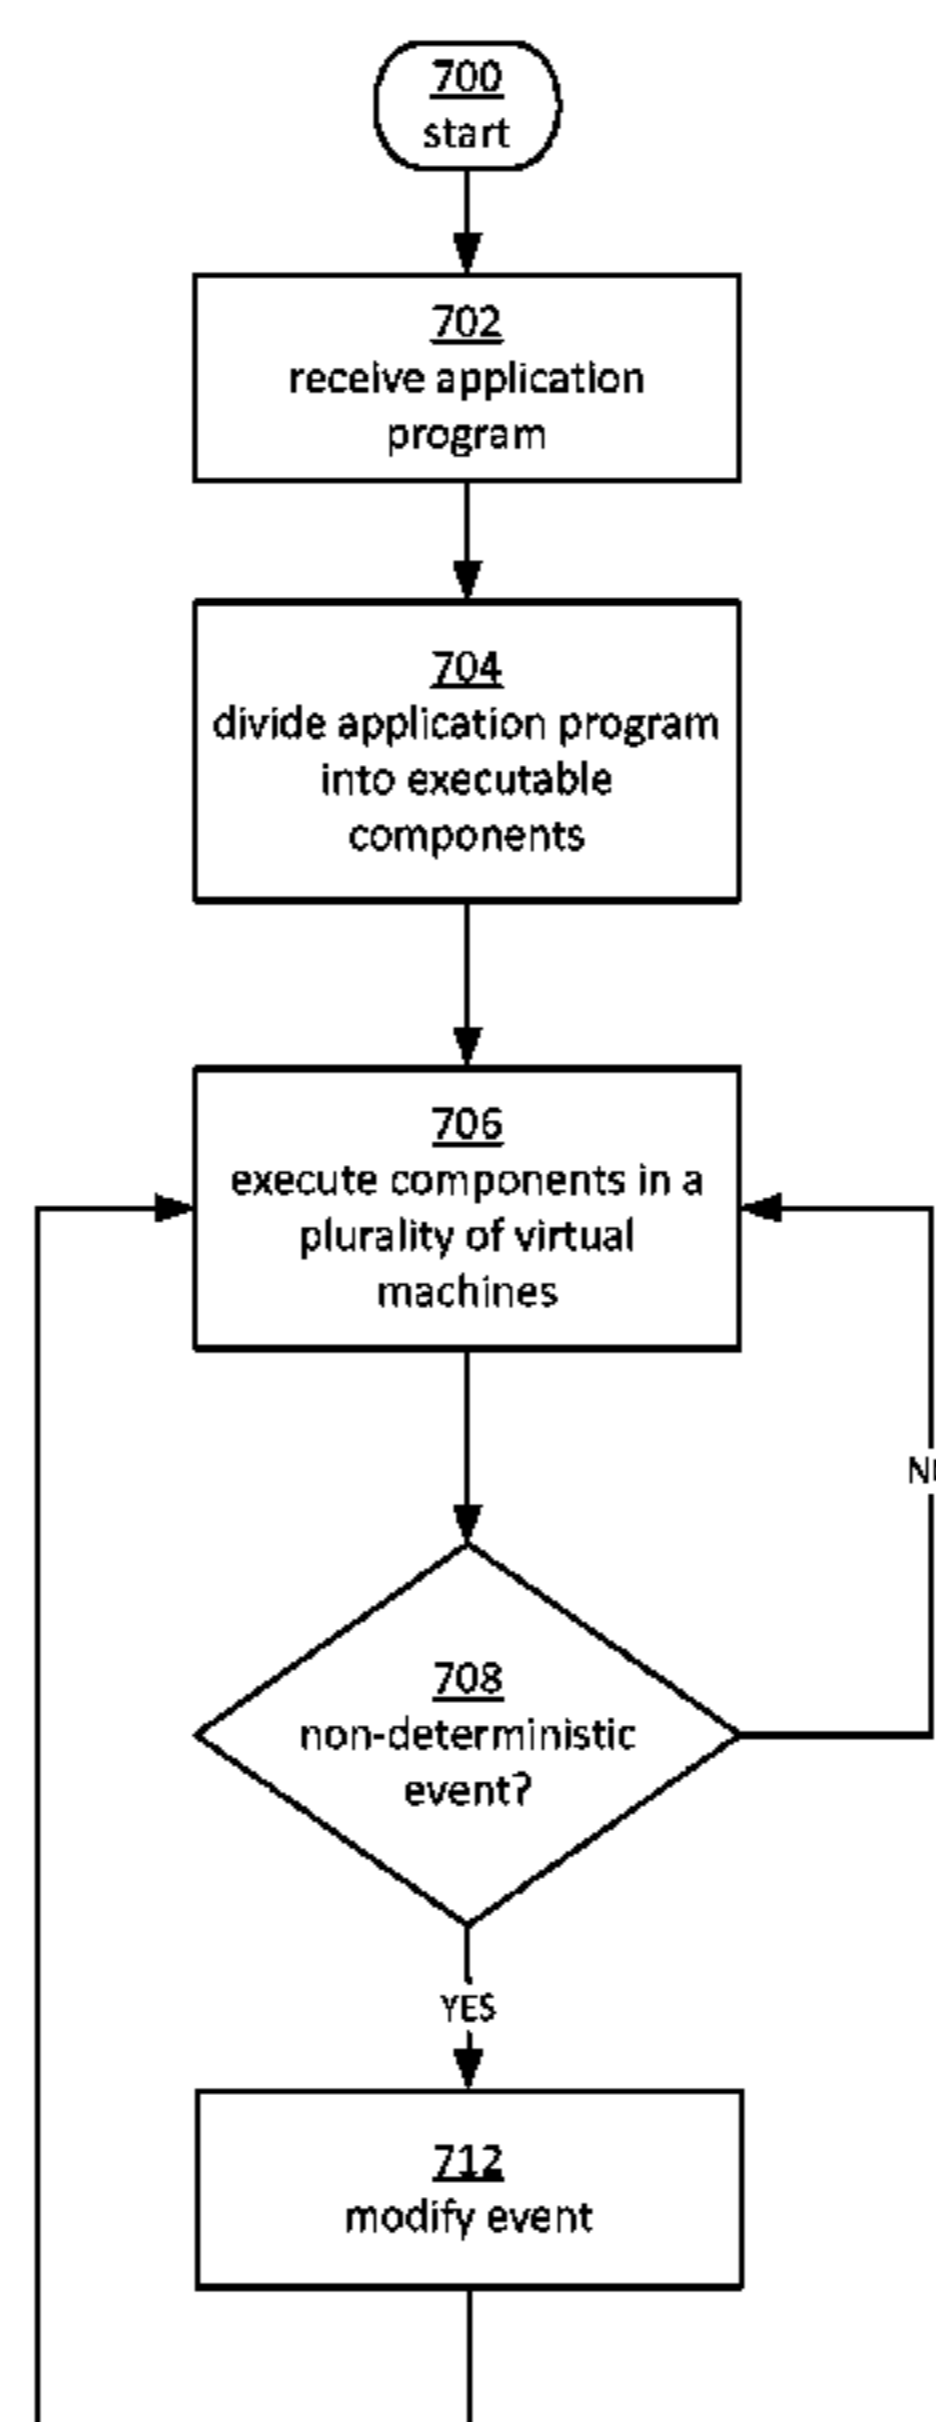 700
start
702
receive application
program
704
divide application program
into executable
components
706
execute components in a
plurality of virtual
machines
708
non-deterministic
event?
YES
712
modify event